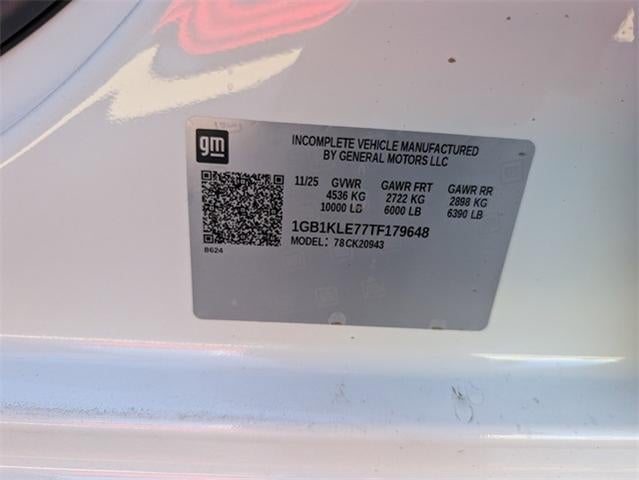 gm
INCOMPLETE VEHICLE MANUFACTURED
BY GENERAL MOTORS LLC
11/25 GVWR GAWR FRT GAWR RR
4536 KG 2722 KG 2898 KG
10000 LB 6000 LB 6390 LB
1GB1KLE77TF179648
MODEL: 78CK20943
B624